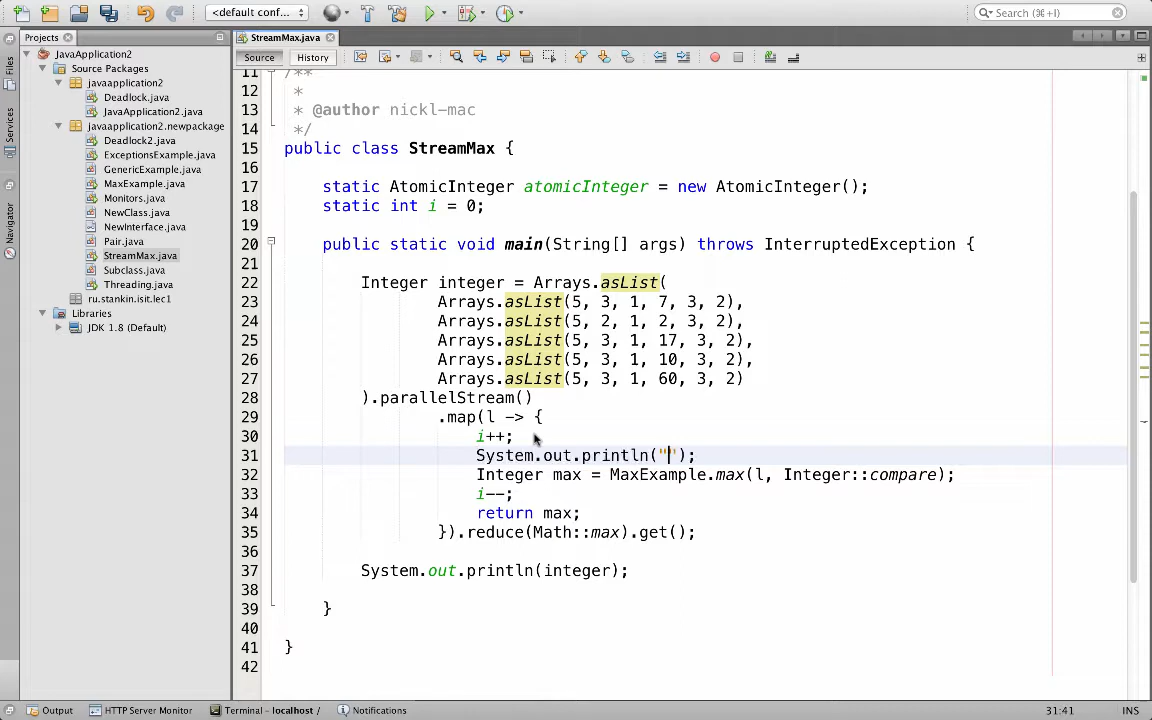 <default conf...
Search (⌘+I)
Projects
StreamMax.java
JavaApplication2
Source Packages
javaapplication2
Deadlock.java
JavaApplication2.java
javaapplication2.newpackage
Deadlock2.java
ExceptionsExample.java
GenericExample.java
MaxExample.java
Monitors.java
NewClass.java
NewInterface.java
Pair.java
StreamMax.java
Subclass.java
Threading.java
ru.stankin.isit.lec1
Libraries
JDK 1.8 (Default)
Files
Services
Navigator
Source History
11 /**
12 *
13 * @author nickl-mac
14 */
15 public class StreamMax {
16
17 static AtomicInteger atomicInteger = new AtomicInteger();
18 static int i = 0;
19
20 public static void main(String[] args) throws InterruptedException {
21
22 Integer integer = Arrays.asList(
23 Arrays.asList(5, 3, 1, 7, 3, 2),
24 Arrays.asList(5, 2, 1, 2, 3, 2),
25 Arrays.asList(5, 3, 1, 17, 3, 2),
26 Arrays.asList(5, 3, 1, 10, 3, 2),
27 Arrays.asList(5, 3, 1, 60, 3, 2)
28 ).parallelStream()
29 .map(l -> {
30 i++;
31 System.out.println("");
32 Integer max = MaxExample.max(l, Integer::compare);
33 i--;
34 return max;
35 }).reduce(Math::max).get();
36
37 System.out.println(integer);
38
39 }
40
41 }
42
Output HTTP Server Monitor Terminal - localhost / Notifications 31:41 INS